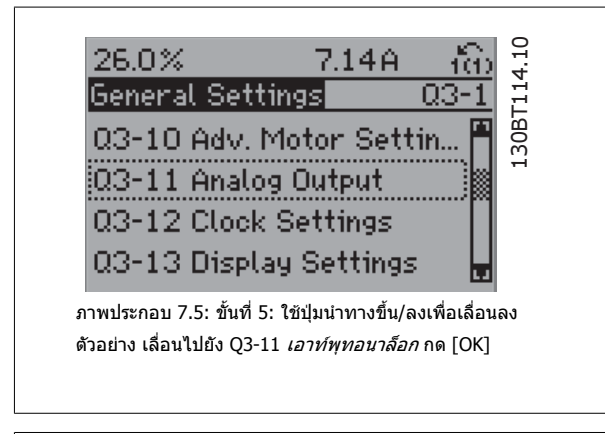 26.0% 7.14A 1(1)
General Settings Q3-1
Q3-10 Adv. Motor Settin...
Q3-11 Analog Output
Q3-12 Clock Settings
Q3-13 Display Settings
130BT114.10
ภาพประกอบ 7.5: ขั้นที่ 5: ใช้ปุ่มนำทางขึ้น/ลงเพื่อเลื่อนลง
ตัวอย่าง เลื่อนไปยัง Q3-11 เอาท์พุทอนาล็อก กด [OK]